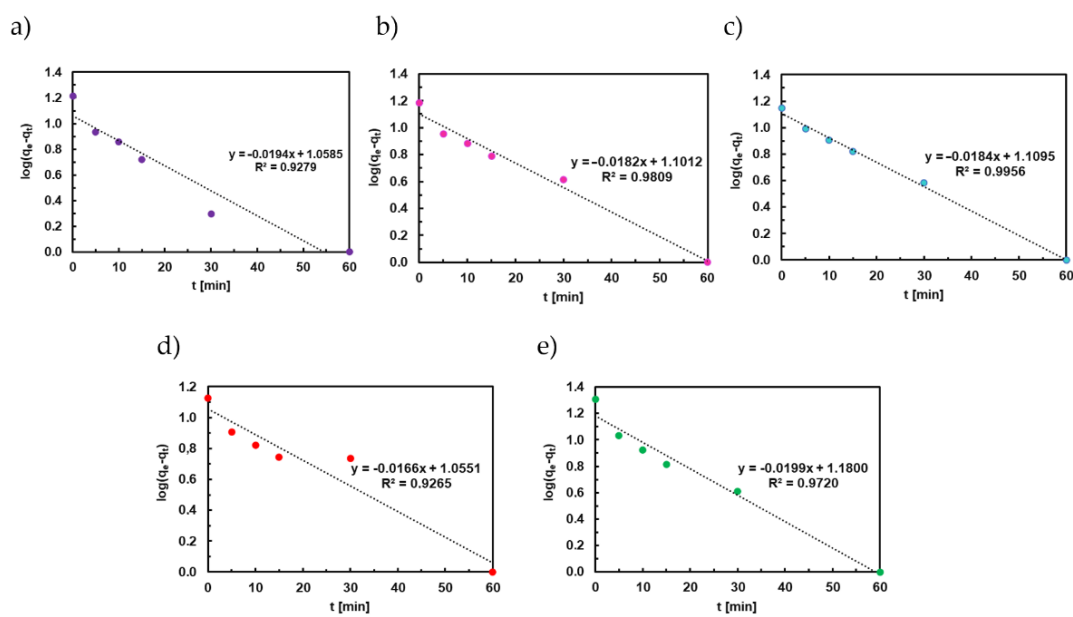 a)
1.4
1.2
1.0
0.8
0.6
0.4
0.2
0.0
log(qe-qt)
y = –0.0194x + 1.0585
R² = 0.9279
0 10 20 30 40 50 60
t [min]
b)
1.4
1.2
1.0
0.8
0.6
0.4
0.2
0.0
log(qe-qt)
y = –0.0182x + 1.1012
R² = 0.9809
0 10 20 30 40 50 60
t [min]
c)
1.4
1.2
1.0
0.8
0.6
0.4
0.2
0.0
log(qe-qt)
y = –0.0184x + 1.1095
R² = 0.9956
0 10 20 30 40 50 60
t [min]
d)
1.2
1.0
0.8
0.6
0.4
0.2
0.0
log(qe-qt)
y = –0.0166x + 1.0551
R² = 0.9265
0 10 20 30 40 50 60
t [min]
e)
1.4
1.2
1.0
0.8
0.6
0.4
0.2
0.0
log(qe-qt)
y = –0.0199x + 1.1800
R² = 0.9720
0 10 20 30 40 50 60
t [min]